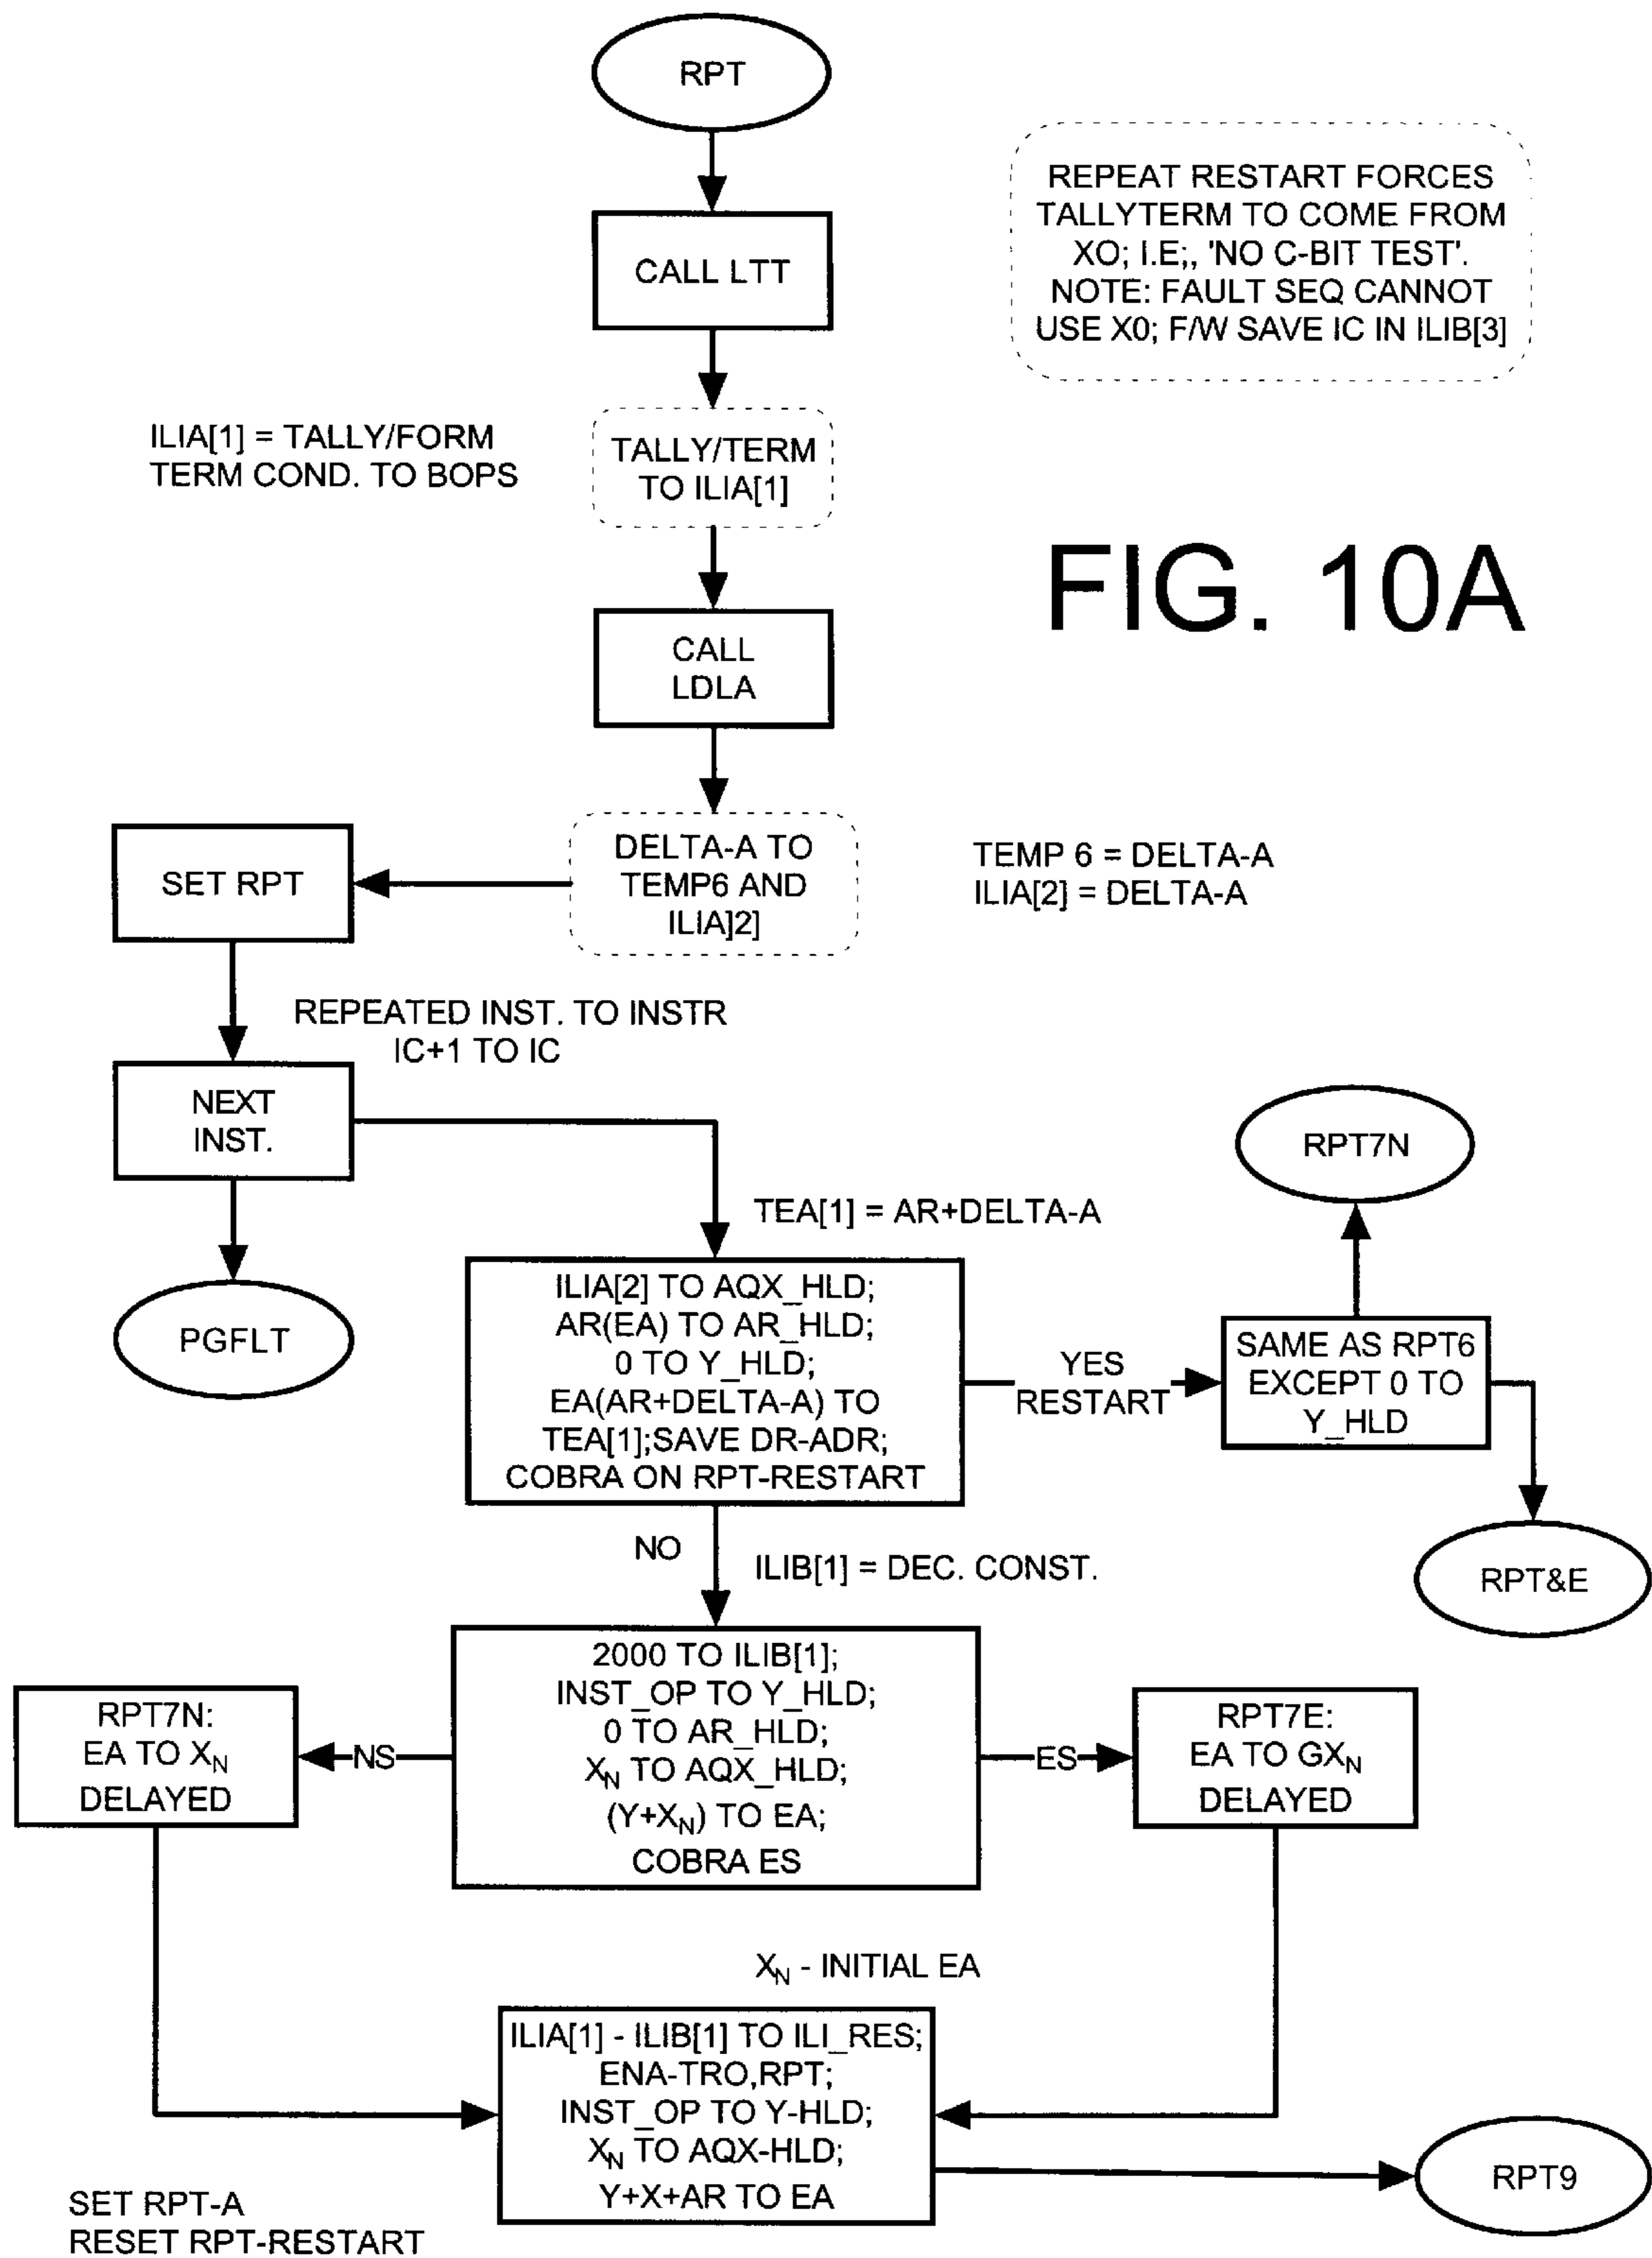 RPT
CALL LTT
REPEAT RESTART FORCES
TALLYTERM TO COME FROM
XO; I.E;, 'NO C-BIT TEST'.
NOTE: FAULT SEQ CANNOT
USE X0; F/W SAVE IC IN ILIB[3]
ILIA[1] = TALLY/FORM
TERM COND. TO BOPS
TALLY/TERM
TO ILIA[1]
FIG. 10A
CALL
LDLA
SET RPT
DELTA-A TO
TEMP6 AND
ILIA]2]
TEMP 6 = DELTA-A
ILIA[2] = DELTA-A
REPEATED INST. TO INSTR
IC+1 TO IC
NEXT
INST.
PGFLT
TEA[1] = AR+DELTA-A
RPT7N
ILIA[2] TO AQX_HLD;
AR(EA) TO AR_HLD;
0 TO Y_HLD;
EA(AR+DELTA-A) TO
TEA[1];SAVE DR-ADR;
COBRA ON RPT-RESTART
YES
RESTART
SAME AS RPT6
EXCEPT 0 TO
Y_HLD
RPT&E
NO
ILIB[1] = DEC. CONST.
2000 TO ILIB[1];
INST_OP TO Y_HLD;
0 TO AR_HLD;
XN TO AQX_HLD;
(Y+XN) TO EA;
COBRA ES
NS
RPT7N:
EA TO XN
DELAYED
ES
RPT7E:
EA TO GXN
DELAYED
XN - INITIAL EA
ILIA[1] - ILIB[1] TO ILI_RES;
ENA-TRO,RPT;
INST_OP TO Y-HLD;
XN TO AQX-HLD;
Y+X+AR TO EA
RPT9
SET RPT-A
RESET RPT-RESTART